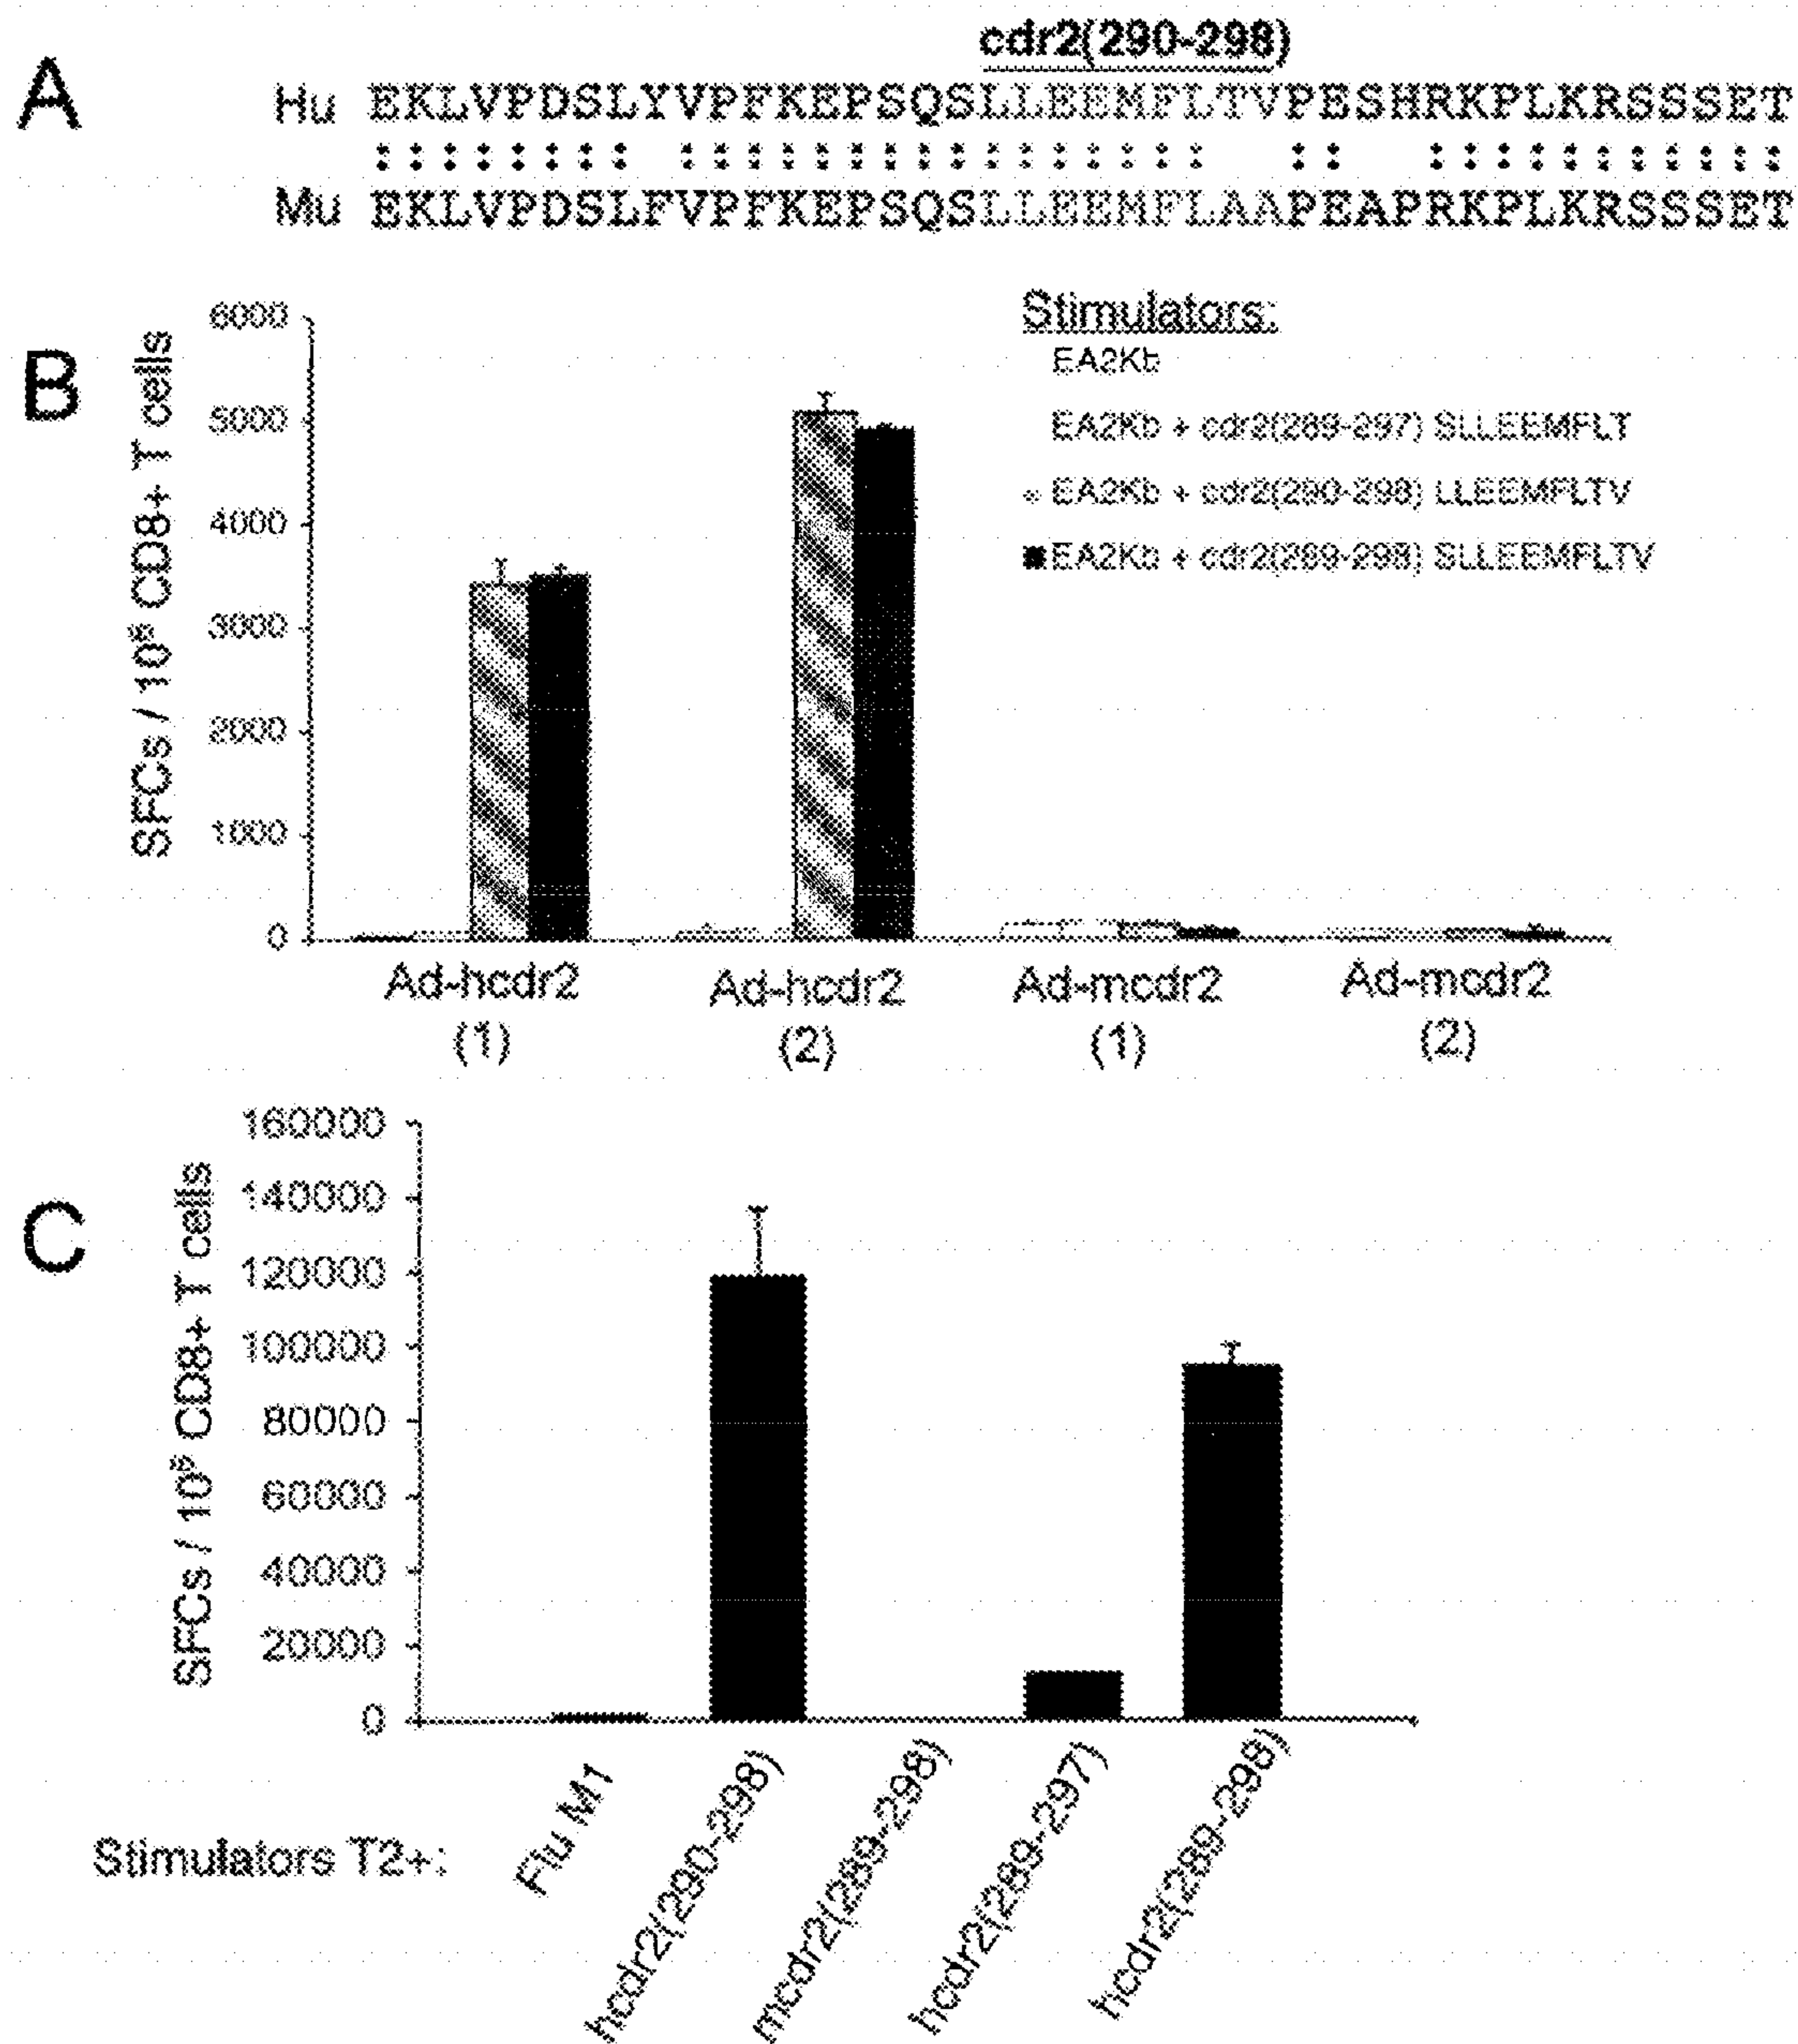 A
cdr2(290-298)
Hu EKLVPDSLYVPFKEPSQSLLEEMFLTVPESHRKPLKRSSSET
:::::::: :::::::::::::::: :: :::::::::::
Mu EKLVPDSLFVPFKEPSQSLLEEMFLAAPEAPRKPLKRSSSET
B
SFCs / 10⁵ CD8+ T cells
6000
5000
4000
3000
2000
1000
0
Stimulators:
EA2Kb
EA2Kb + cdr2(289-297) SLLEEMFLT
EA2Kb + cdr2(290-298) LLEEMFLTV
EA2Kb + cdr2(289-298) SLLEEMFLTV
Ad-hcdr2 (1)
Ad-hcdr2 (2)
Ad-mcdr2 (1)
Ad-mcdr2 (2)
C
SFCs / 10⁵ CD8+ T cells
160000
140000
120000
100000
80000
60000
40000
20000
0
Stimulators T2+:
Flu M1
hcdr2(290-298)
mcdr2(289-298)
hcdr2(289-297)
hcdr2(289-298)